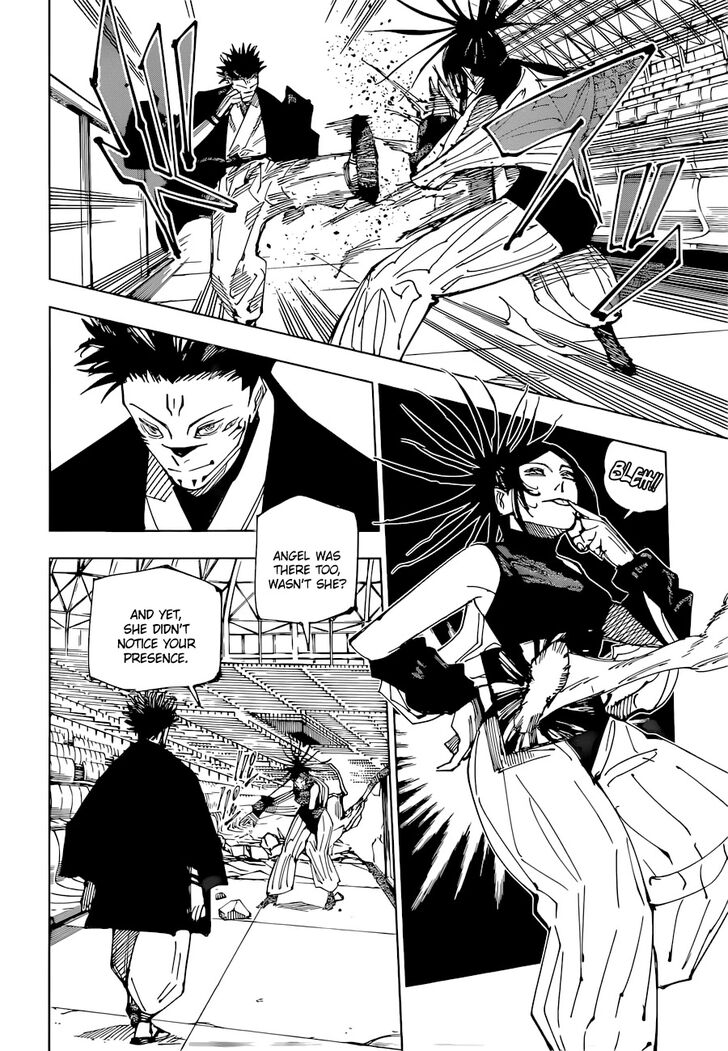 BLEH!!
ANGEL WAS
THERE TOO,
WASN'T SHE?
AND YET,
SHE DIDN'T
NOTICE YOUR
PRESENCE.